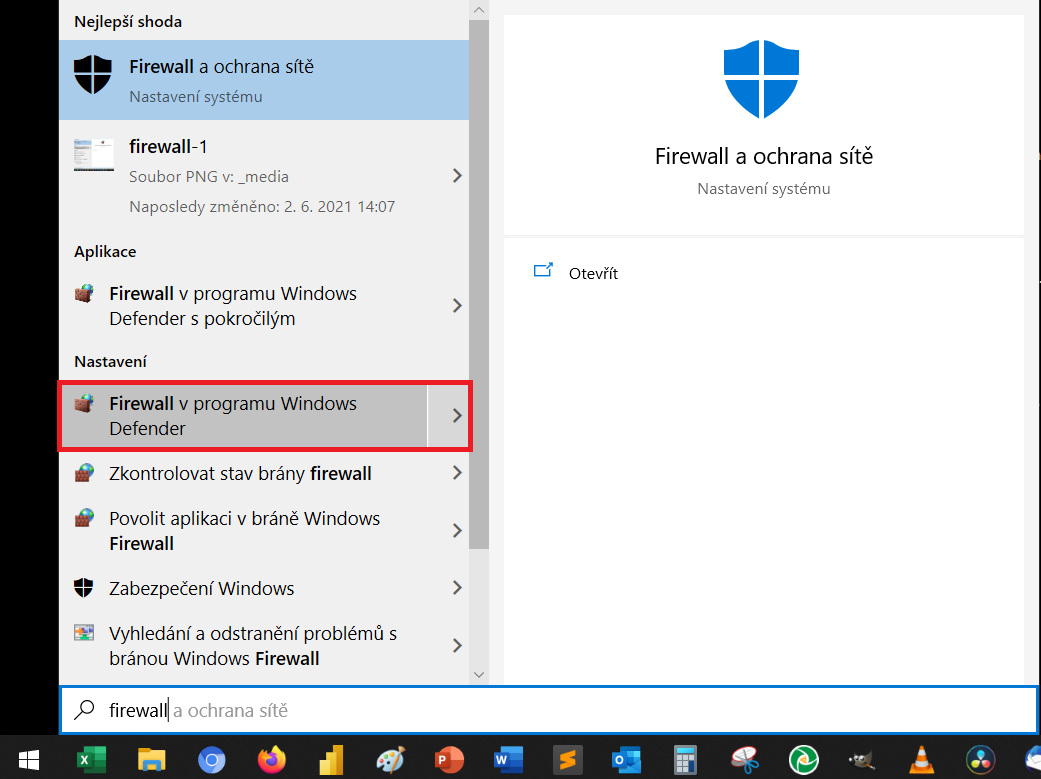 Nejlepší shoda
Firewall a ochrana sítě
Nastavení systému
firewall-1
Soubor PNG v: _media
Naposledy změněno: 2. 6. 2021 14:07
Aplikace
Firewall v programu Windows
Defender s pokročilým
Nastavení
Firewall v programu Windows
Defender
Zkontrolovat stav brány firewall
Povolit aplikaci v bráně Windows
Firewall
Zabezpečení Windows
Vyhledání a odstranění problémů s
bránou Windows Firewall
Firewall a ochrana sítě
Nastavení systému
Otevřít
firewall a ochrana sítě